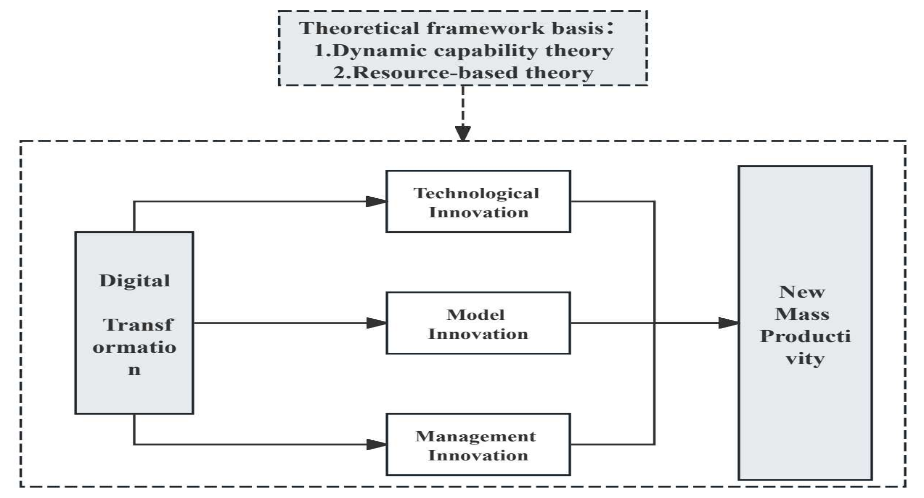 Theoretical framework basis：
1.Dynamic capability theory
2.Resource-based theory
Technological
Innovation
Digital
Transf
ormatio
n
Model
Innovation
New
Mass
Producti
vity
Management
Innovation